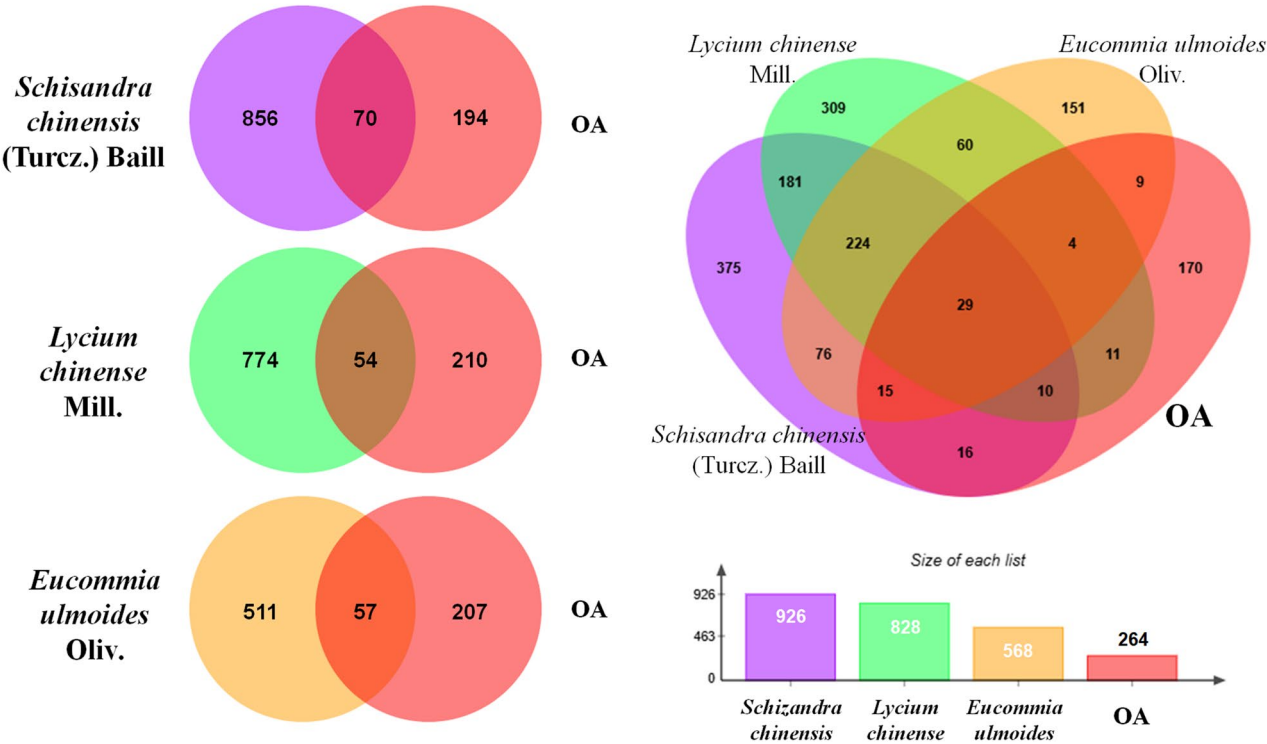 Schisandra
chinensis
(Turcz.) Baill
856
70
194
OA
Lycium
chinense
Mill.
774
54
210
OA
Eucommia
ulmoides
Oliv.
511
57
207
OA
Lycium chinense
Mill.
Eucommia ulmoides
Oliv.
309
151
60
181
9
224
4
375
170
29
76
11
15
10
OA
Schisandra chinensis
(Turcz.) Baill
16
Size of each list
926
463
0
926
828
568
264
Schizandra
chinensis
Lycium
chinense
Eucommia
ulmoides
OA